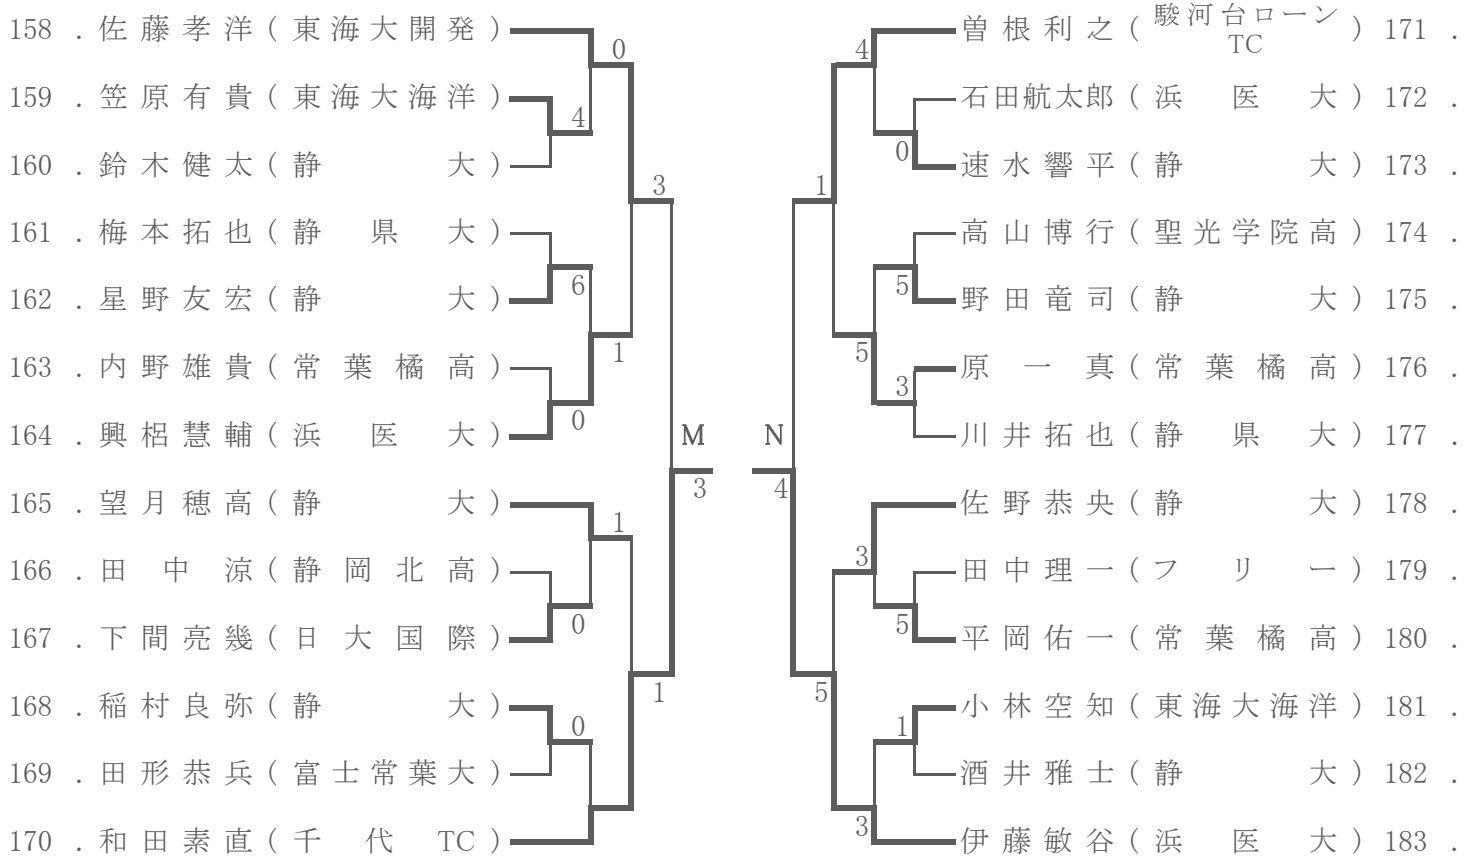 158 . 佐藤孝洋 ( 東海大開発 )
0
159 . 笠原有貴 ( 東海大海洋 )
4
160 . 鈴木健太 ( 静大 )
3
161 . 梅本拓也 ( 静県大 )
6
162 . 星野友宏 ( 静大 )
1
163 . 内野雄貴 ( 常葉橘高 )
0
164 . 興梠慧輔 ( 浜医大 )
M
3
165 . 望月穂高 ( 静大 )
1
166 . 田中涼 ( 静岡北高 )
0
167 . 下間亮幾 ( 日大国際 )
1
168 . 稲村良弥 ( 静大 )
0
169 . 田形恭兵 ( 富士常葉大 )
170 . 和田素直 ( 千代TC )
曽根利之 ( 駿河台ローン TC ) 171 .
4
石田航太郎 ( 浜医大 ) 172 .
0
速水響平 ( 静大 ) 173 .
1
高山博行 ( 聖光学院高 ) 174 .
5
野田竜司 ( 静大 ) 175 .
5
原一真 ( 常葉橘高 ) 176 .
3
川井拓也 ( 静県大 ) 177 .
N
4
佐野恭央 ( 静大 ) 178 .
3
田中理一 ( フリー ) 179 .
5
平岡佑一 ( 常葉橘高 ) 180 .
5
小林空知 ( 東海大海洋 ) 181 .
1
酒井雅士 ( 静大 ) 182 .
3
伊藤敏谷 ( 浜医大 ) 183 .